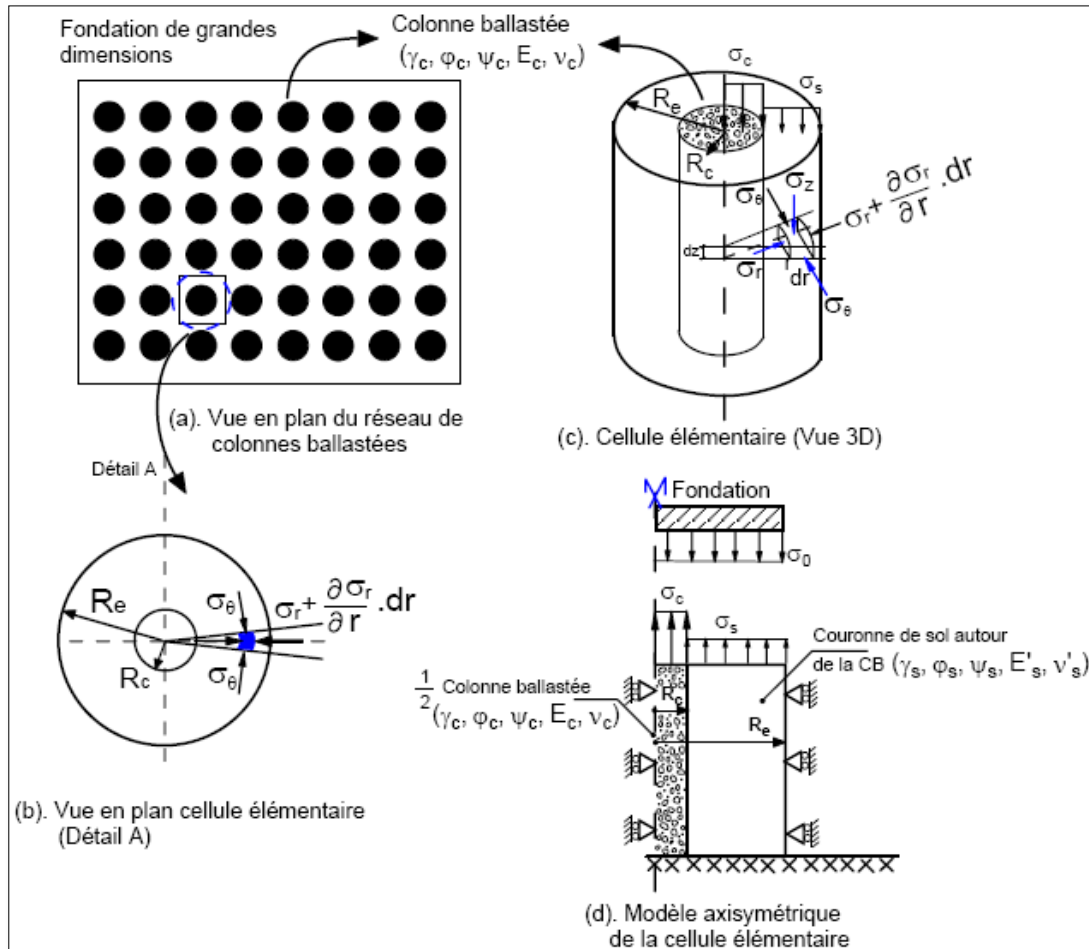 Fondation de grandes
dimensions
Colonne ballastée
(γc, φc, ψc, Ec, νc)
(a). Vue en plan du réseau de
colonnes ballastées
Détail A
σc
σs
Re
Rc
σθ
σz
σr + ∂σr/∂r .dr
dz
σr
dr
σθ
(c). Cellule élémentaire (Vue 3D)
Re
Rc
σθ
σr + ∂σr/∂r .dr
σθ
(b). Vue en plan cellule élémentaire
(Détail A)
Fondation
σ0
σc
σs
Couronne de sol autour
de la CB (γs, φs, ψs, E's, ν's)
1/2 Colonne ballastée
(γc, φc, ψc, Ec, νc)
Rc
Re
(d). Modèle axisymétrique
de la cellule élémentaire